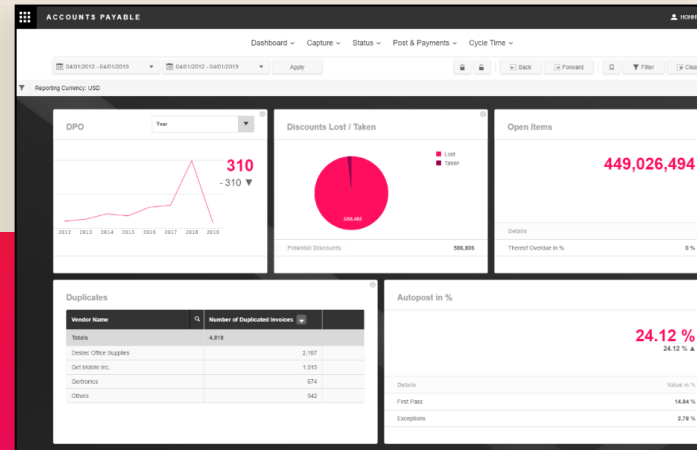 ACCOUNTS PAYABLE
Dashboard Capture Status Post & Payments Cycle Time
04/01/2012 - 04/01/2019 04/01/2012 - 04/01/2019 Apply Back Forward Filter Clea
Reporting Currency: USD
DPO Year
310
- 310 ▼
2012 2013 2014 2015 2016 2017 2018 2019
Discounts Lost / Taken
Lost
Taken
Potential Discounts
Open Items
449,026,494
Details
Thereof Overdue in % 0 %
Duplicates
Vendor Name Number of Duplicated Invoices
Totals 4,818
Destec Office Supplies 2,187
Get Mobile Inc. 1,015
Gertronics 674
Others 942
Autopost in %
24.12 %
24.12 % ▲
Details Value in %
First Pass 14.84 %
Exceptions 2.78 %